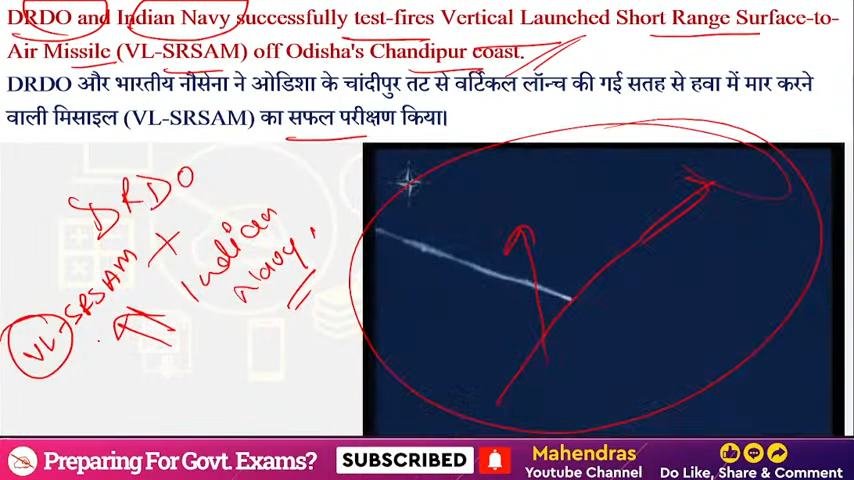 DRDO and Indian Navy successfully test-fires Vertical Launched Short Range Surface-to-
Air Missile (VL-SRSAM) off Odisha's Chandipur coast.
DRDO और भारतीय नौसेना ने ओडिशा के चांदीपुर तट से वर्टिकल लॉन्च की गई सतह से हवा में मार करने
वाली मिसाइल (VL-SRSAM) का सफल परीक्षण किया।
DRDO
+
Indian
Navy
VL-SRSAM
Preparing For Govt. Exams?
SUBSCRIBED
Mahendras
Youtube Channel
Do Like, Share & Comment